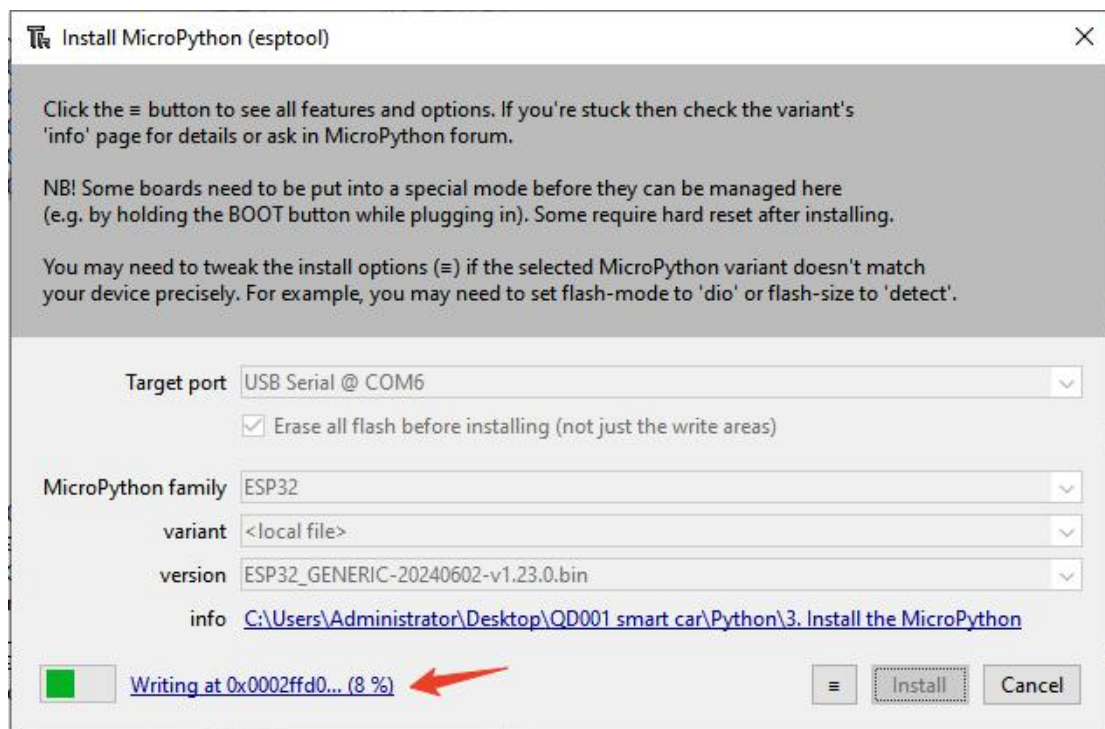 Install MicroPython (esptool)
Click the ≡ button to see all features and options. If you're stuck then check the variant's
'info' page for details or ask in MicroPython forum.
NB! Some boards need to be put into a special mode before they can be managed here
(e.g. by holding the BOOT button while plugging in). Some require hard reset after installing.
You may need to tweak the install options (≡) if the selected MicroPython variant doesn't match
your device precisely. For example, you may need to set flash-mode to 'dio' or flash-size to 'detect'.
Target port USB Serial @ COM6
Erase all flash before installing (not just the write areas)
MicroPython family ESP32
variant <local file>
version ESP32_GENERIC-20240602-v1.23.0.bin
info C:\Users\Administrator\Desktop\QD001 smart car\Python\3. Install the MicroPython
Writing at 0x0002ffd0... (8 %) ≡ Install Cancel